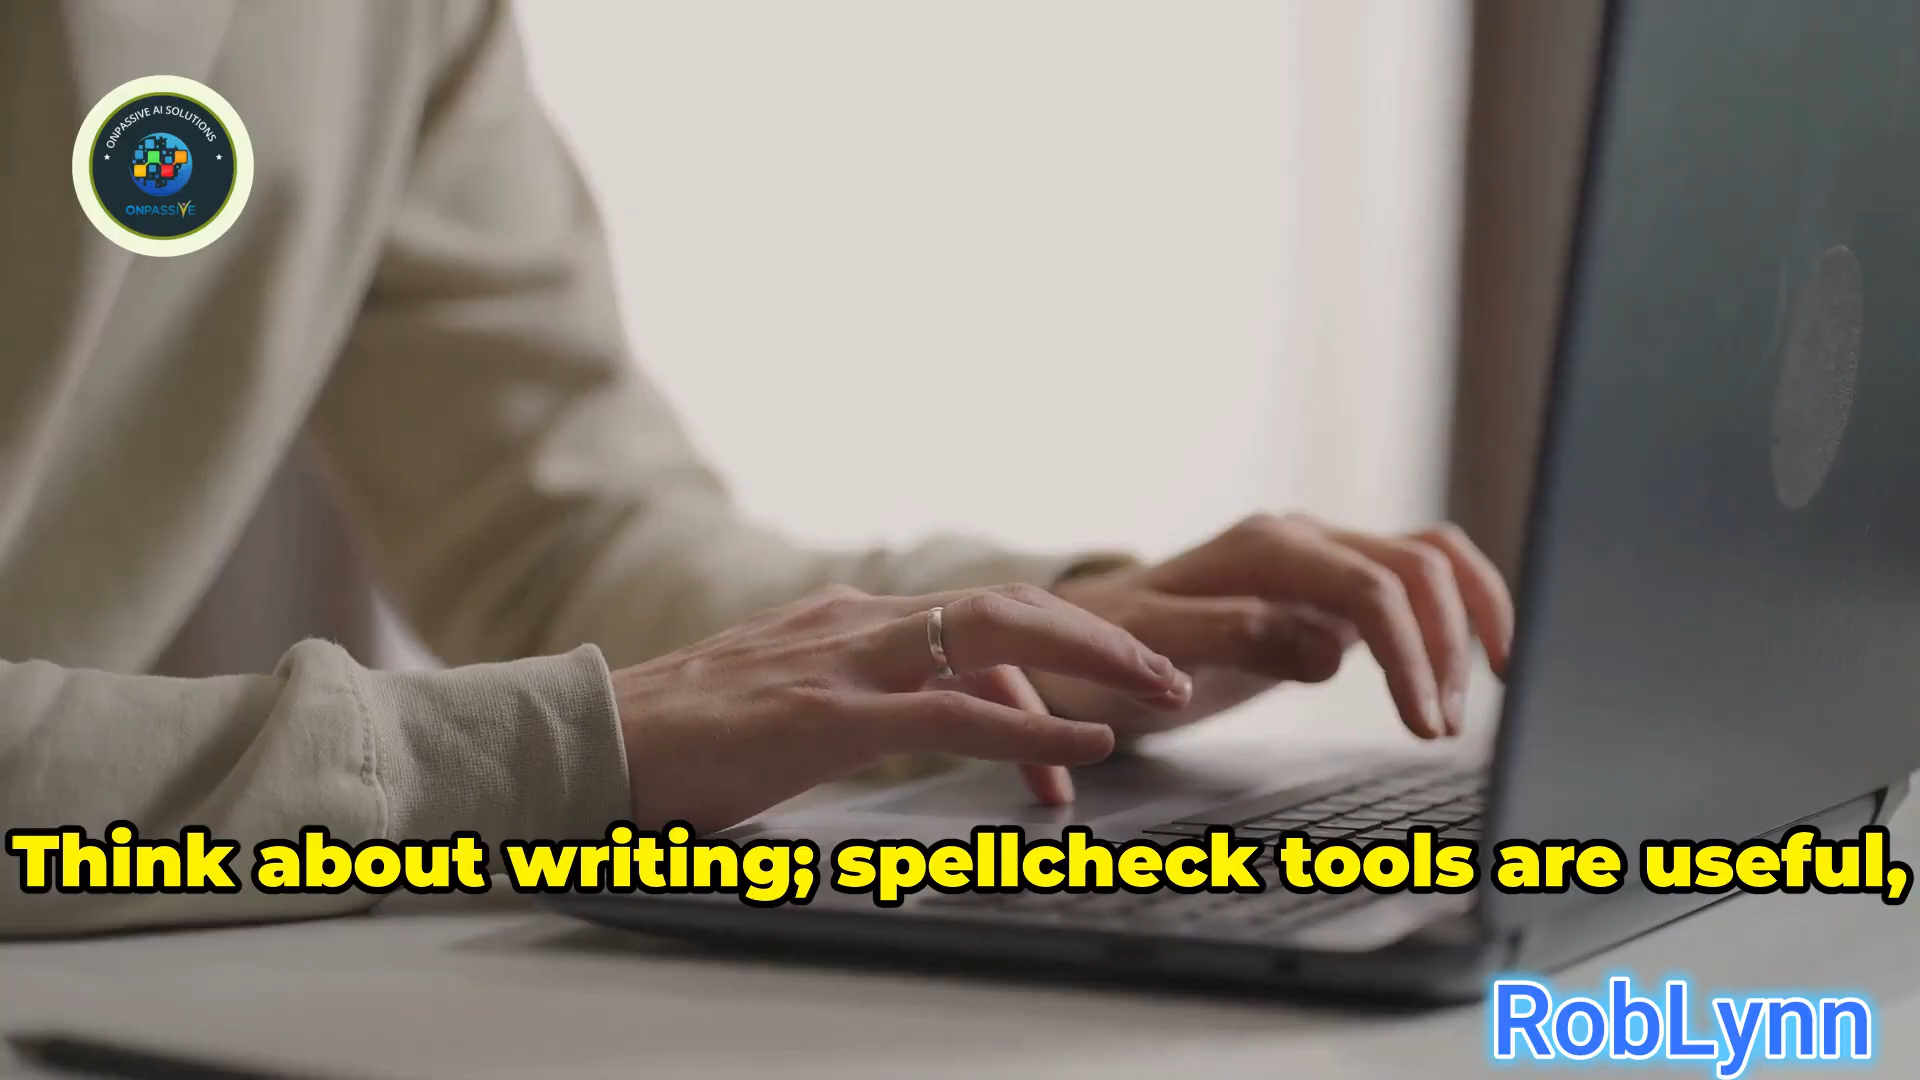 ONPASSIVE AI SOLUTIONS
ONPASSIVE
Think about writing; spellcheck tools are useful,
RobLynn